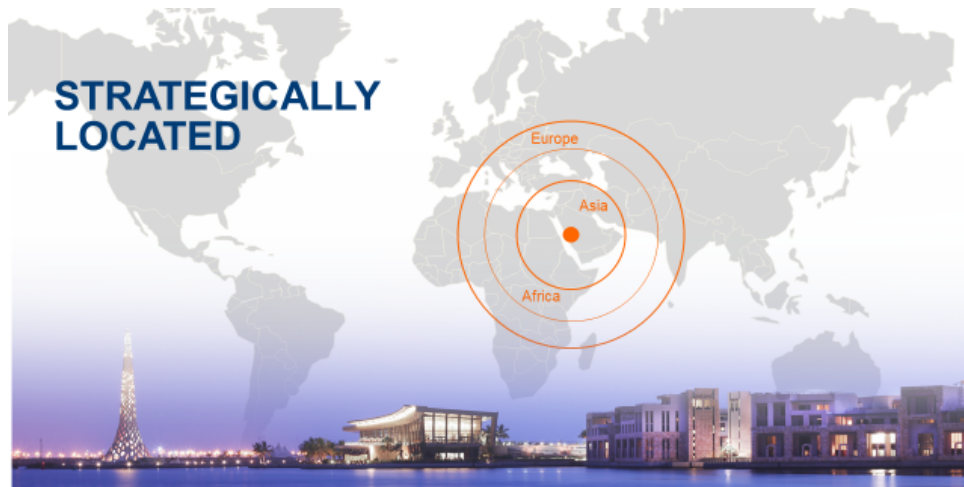 STRATEGICALLY
LOCATED
Europe
Asia
Africa